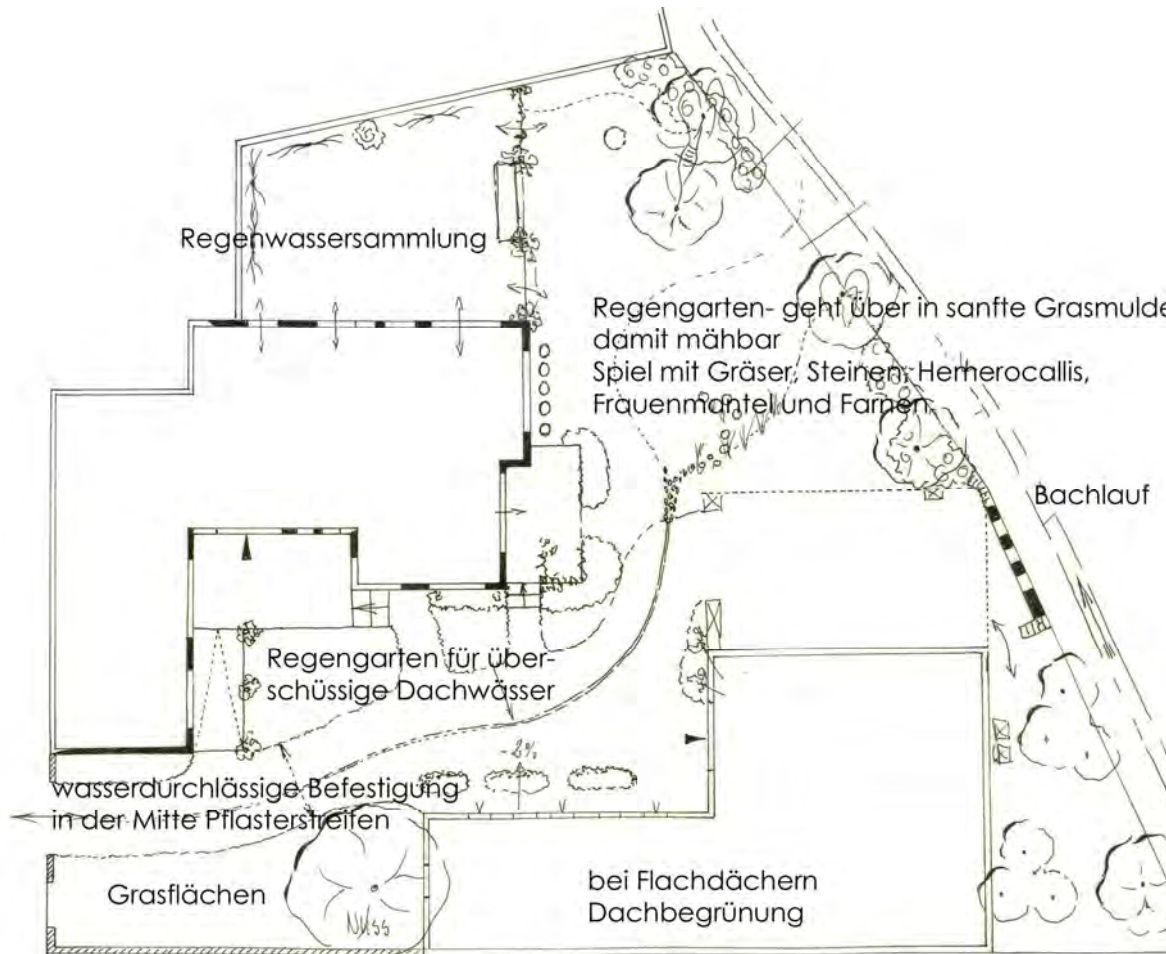 Regenwassersammlung
Regengarten- geht über in sanfte Grasmulde
damit mähbar
Spiel mit Gräser, Steinen, Hemerocallis,
Frauenmantel und Farnen
Bachlauf
Regengarten für über-
schüssige Dachwässer
-2%
wasserdurchlässige Befestigung
in der Mitte Pflasterstreifen
Grasflächen
Nuss
bei Flachdächern
Dachbegrünung